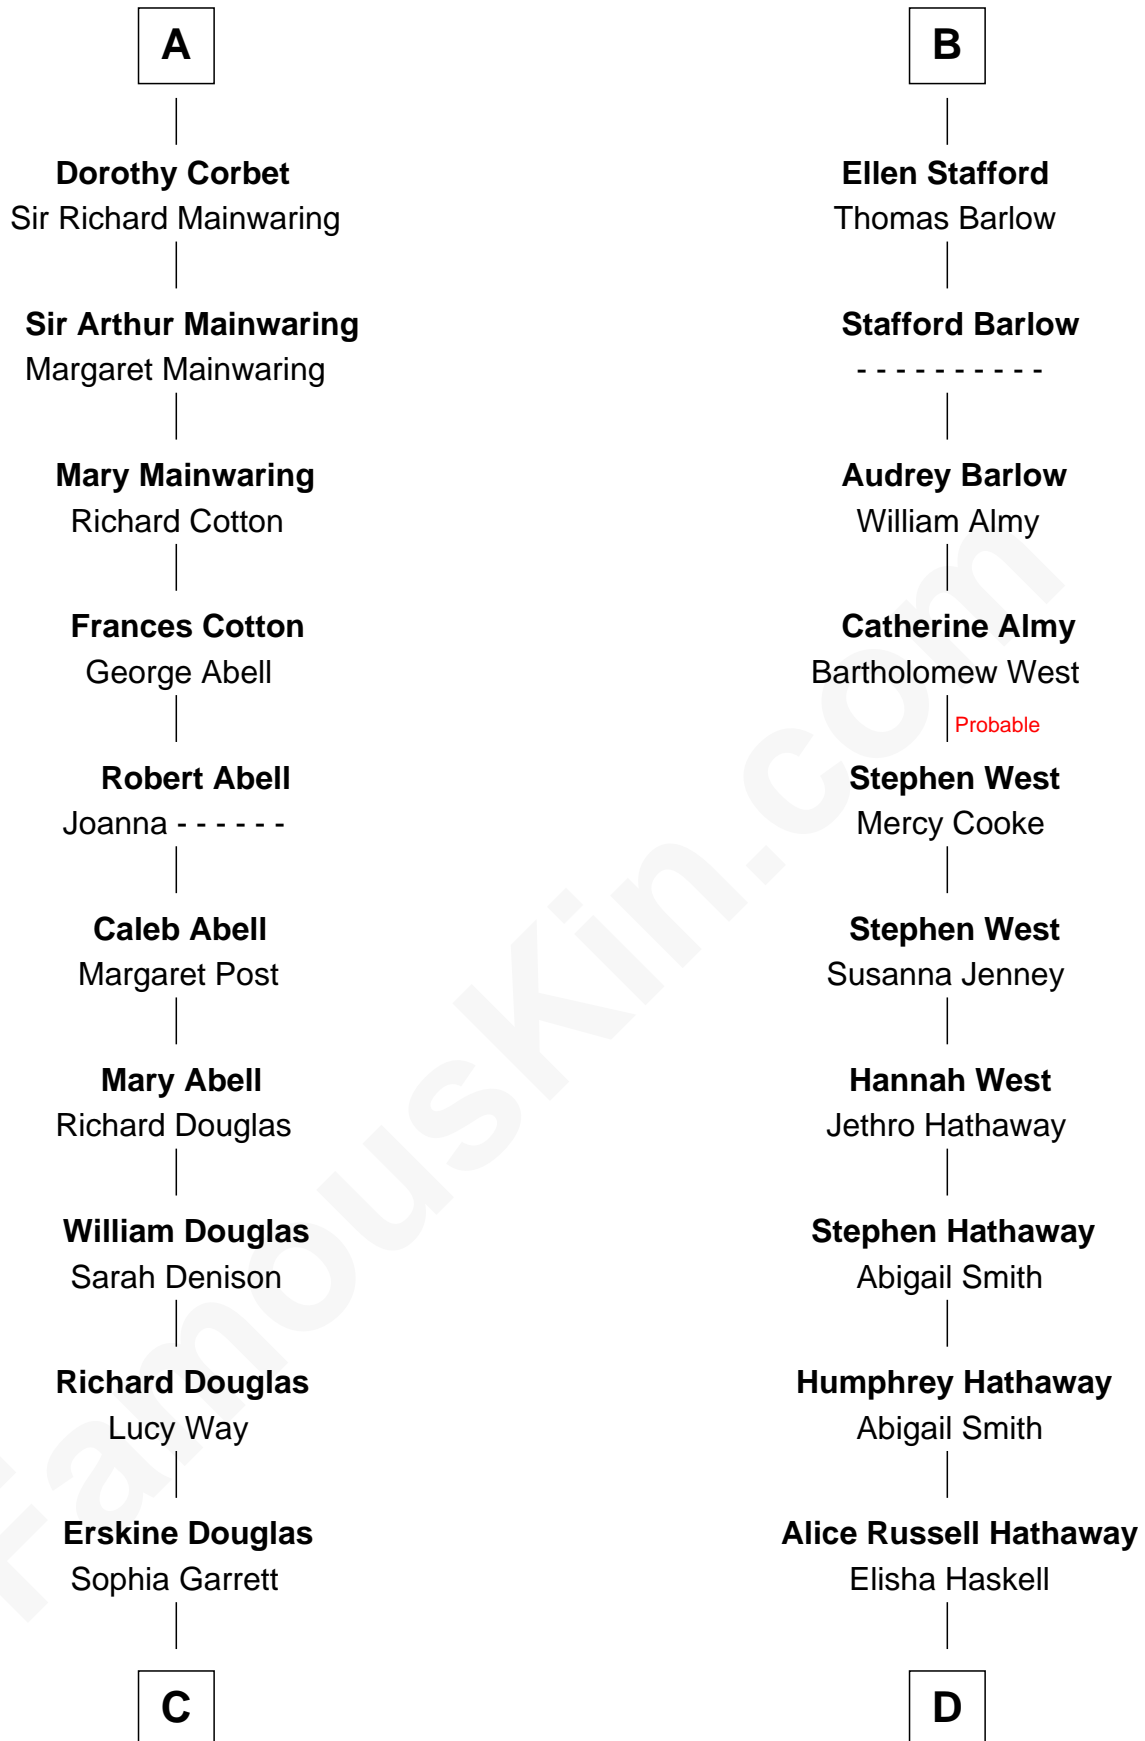 A
Dorothy Corbet
Sir Richard Mainwaring
Sir Arthur Mainwaring
Margaret Mainwaring
Mary Mainwaring
Richard Cotton
Frances Cotton
George Abell
Robert Abell
Joanna - - - - - -
Caleb Abell
Margaret Post
Mary Abell
Richard Douglas
William Douglas
Sarah Denison
Richard Douglas
Lucy Way
Erskine Douglas
Sophia Garrett
C
B
Ellen Stafford
Thomas Barlow
Stafford Barlow
- - - - - - - - - -
Audrey Barlow
William Almy
Catherine Almy
Bartholomew West
Probable
Stephen West
Mercy Cooke
Stephen West
Susanna Jenney
Hannah West
Jethro Hathaway
Stephen Hathaway
Abigail Smith
Humphrey Hathaway
Abigail Smith
Alice Russell Hathaway
Elisha Haskell
D
FamousKin.com